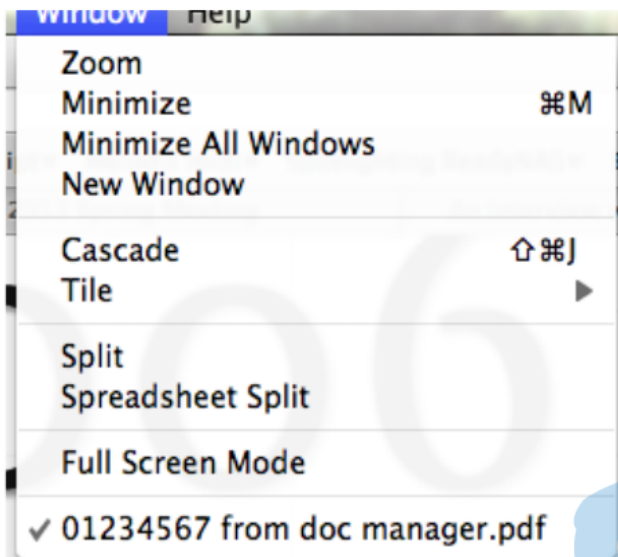 Window Help
Zoom
Minimize ⌘M
Minimize All Windows
New Window
Cascade ⇧⌘J
Tile ▶
Split
Spreadsheet Split
Full Screen Mode
✓ 01234567 from doc manager.pdf